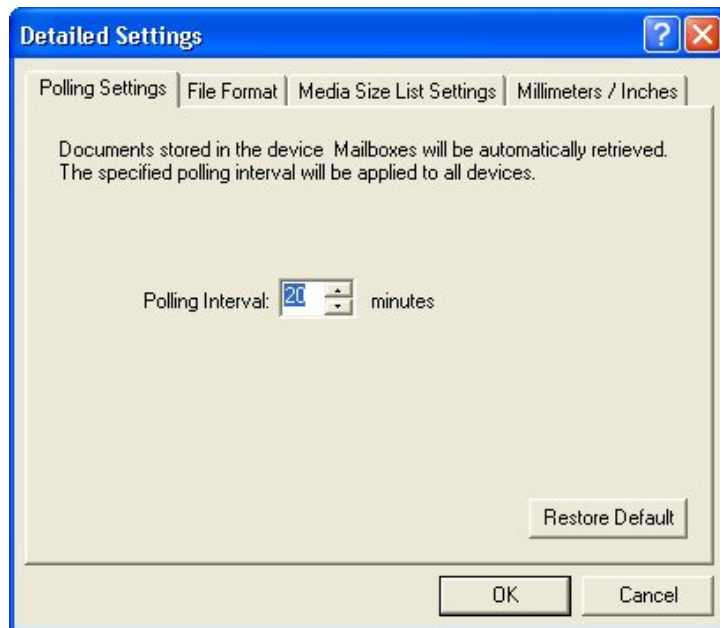 Detailed Settings
Polling Settings File Format Media Size List Settings Millimeters / Inches
Documents stored in the device Mailboxes will be automatically retrieved.
The specified polling interval will be applied to all devices.
Polling Interval: 20 minutes
Restore Default
OK Cancel